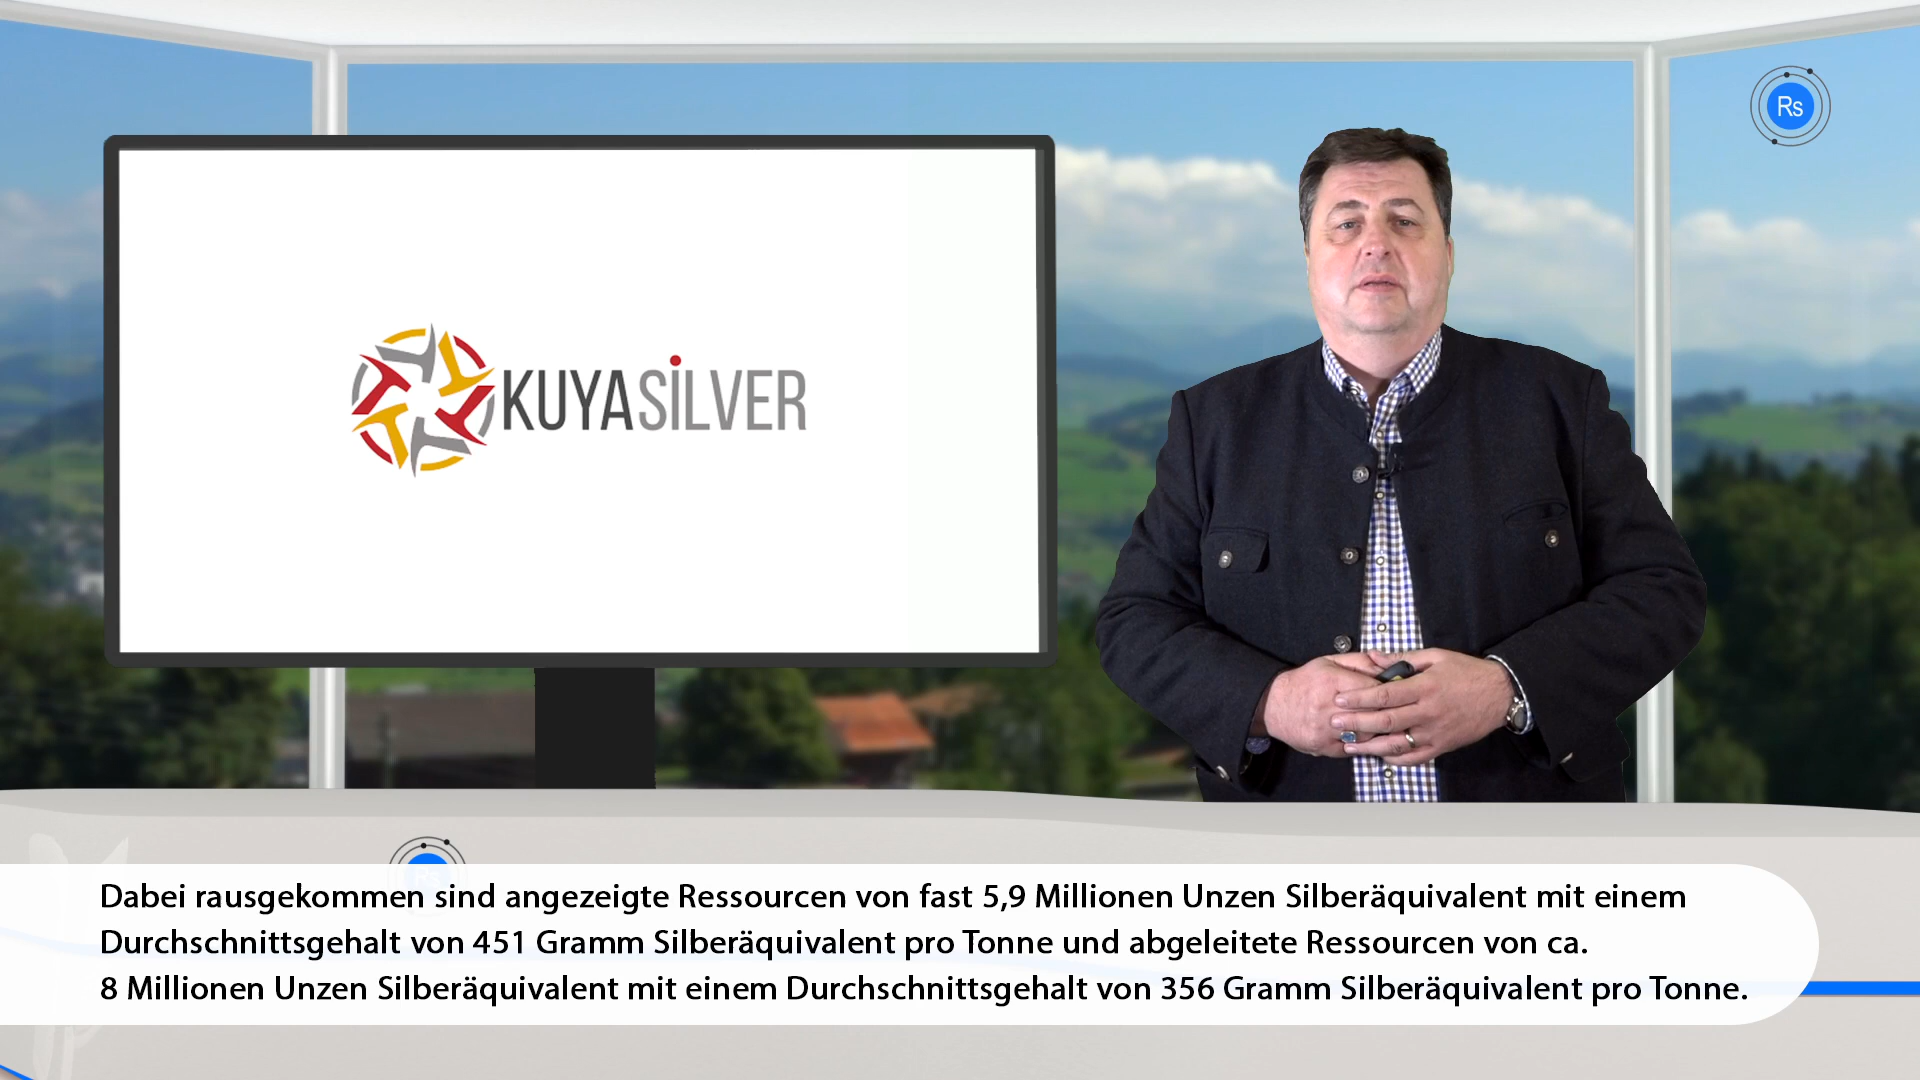 Rs
KUYASILVER
Rs
Dabei rausgekommen sind angezeigte Ressourcen von fast 5,9 Millionen Unzen Silberäquivalent mit einem
Durchschnittsgehalt von 451 Gramm Silberäquivalent pro Tonne und abgeleitete Ressourcen von ca.
8 Millionen Unzen Silberäquivalent mit einem Durchschnittsgehalt von 356 Gramm Silberäquivalent pro Tonne.